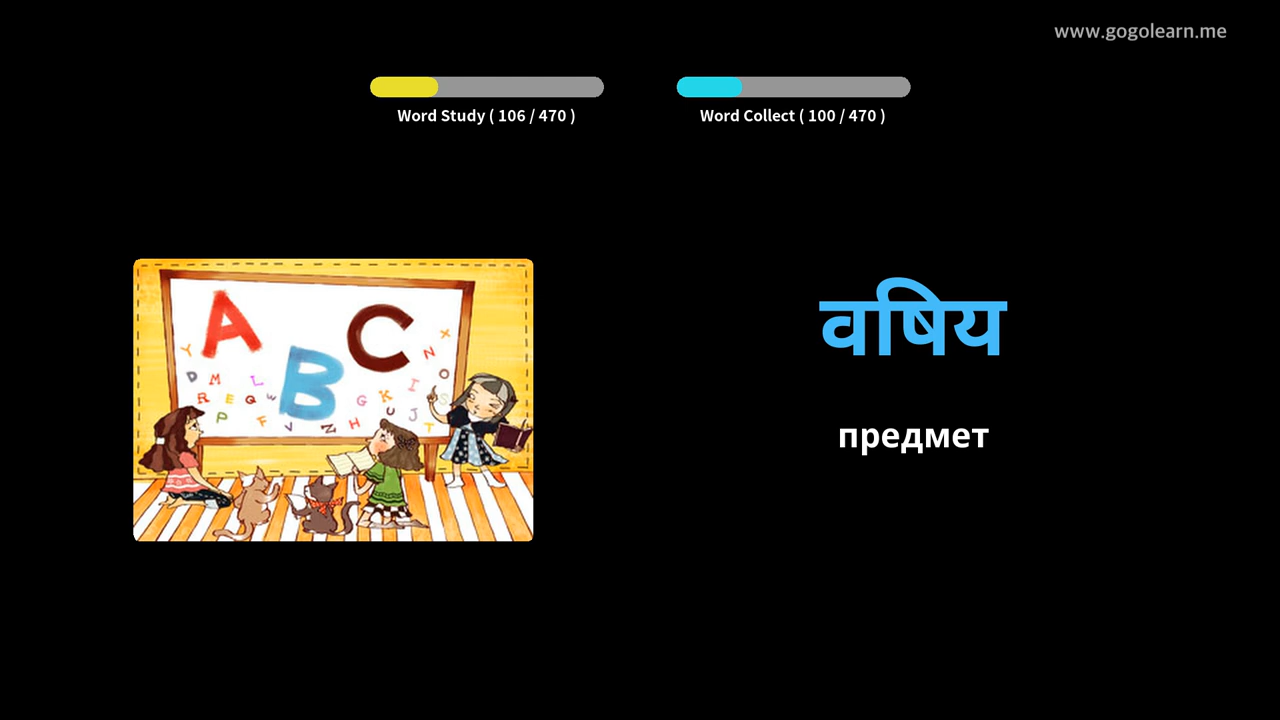 www.gogolearn.me
Word Study ( 106 / 470 )
Word Collect ( 100 / 470 )
A B C
Y D M L R E Q W P F V Z H G K U I J N X O S T
वषिय
предмет